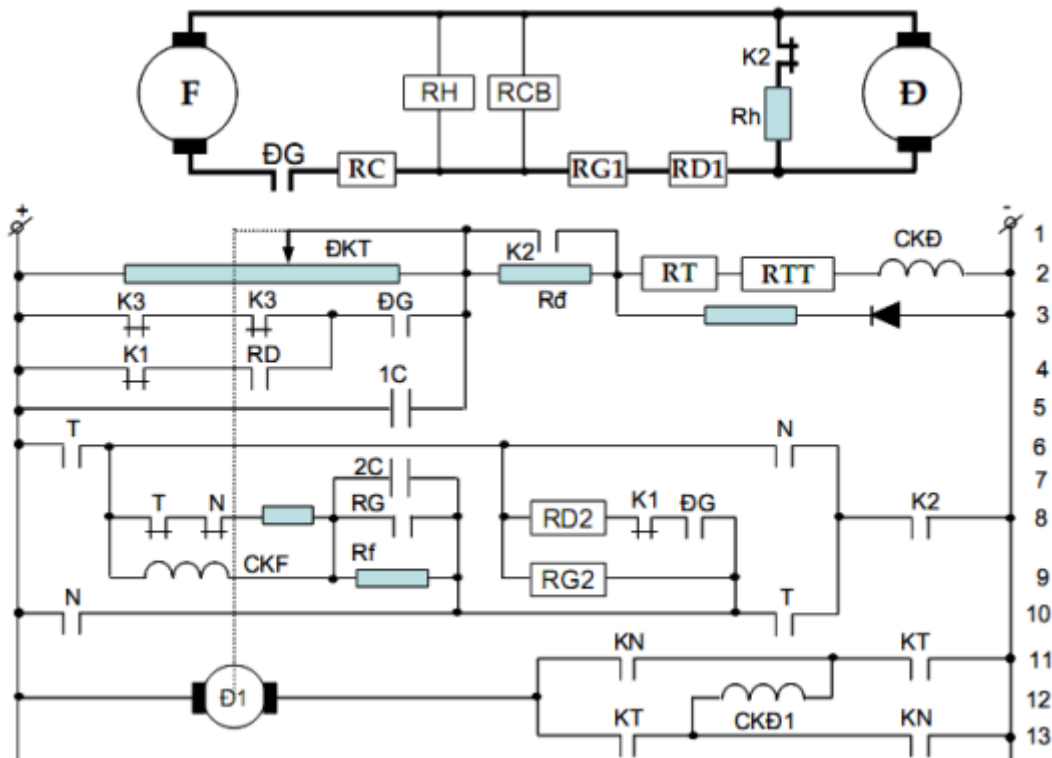 F
ĐG
RC
RH
RCB
RG1
RD1
K2
Rh
Đ
+
-
1
ĐKT
K2
Rđ
RT
RTT
CKĐ
2
K3
K3
ĐG
3
K1
RD
4
1C
5
T
N
6
2C
7
T
N
RG
RD2
K1
ĐG
K2
8
CKF
Rf
RG2
9
N
T
10
KN
KT
11
Đ1
CKĐ1
12
KT
KN
13